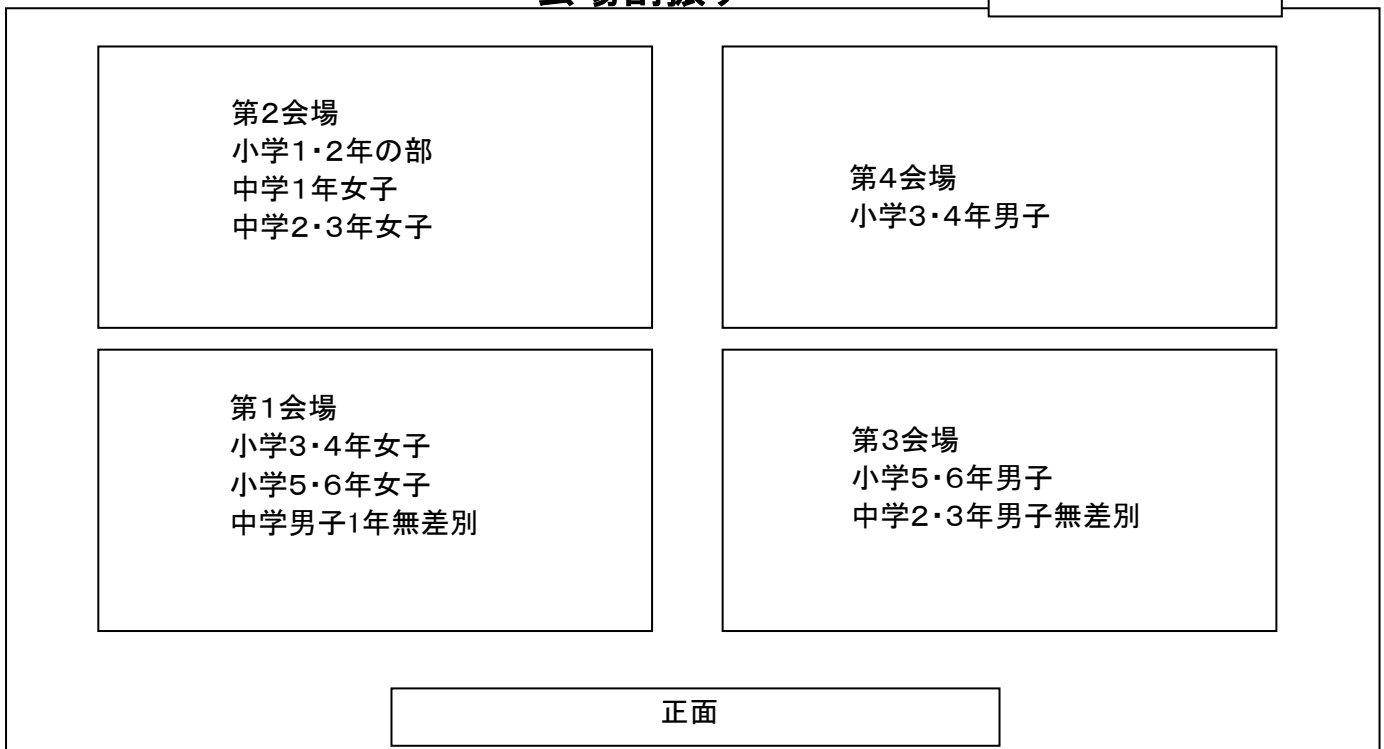 第2会場
小学1・2年の部
中学1年女子
中学2・3年女子
第4会場
小学3・4年男子
第1会場
小学3・4年女子
小学5・6年女子
中学男子1年無差別
第3会場
小学5・6年男子
中学2・3年男子無差別
正面